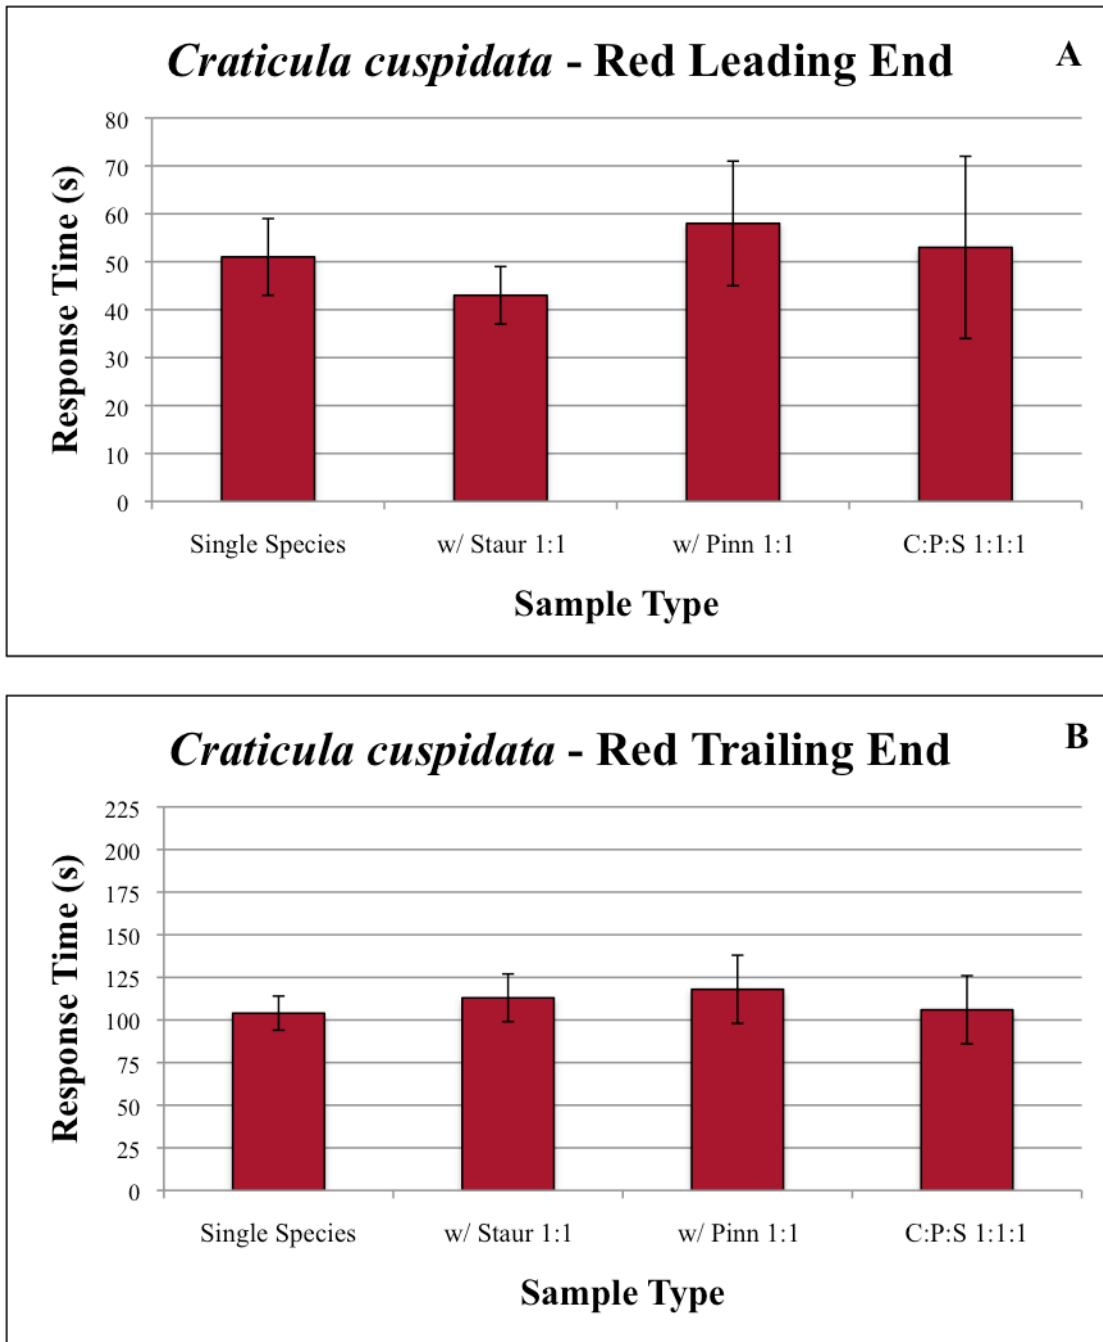 Craticula cuspidata - Red Leading End
A
80
70
60
50
40
30
20
10
0
Response Time (s)
Single Species w/ Staur 1:1 w/ Pinn 1:1 C:P:S 1:1:1
Sample Type
Craticula cuspidata - Red Trailing End
B
225
200
175
150
125
100
75
50
25
0
Response Time (s)
Single Species w/ Staur 1:1 w/ Pinn 1:1 C:P:S 1:1:1
Sample Type